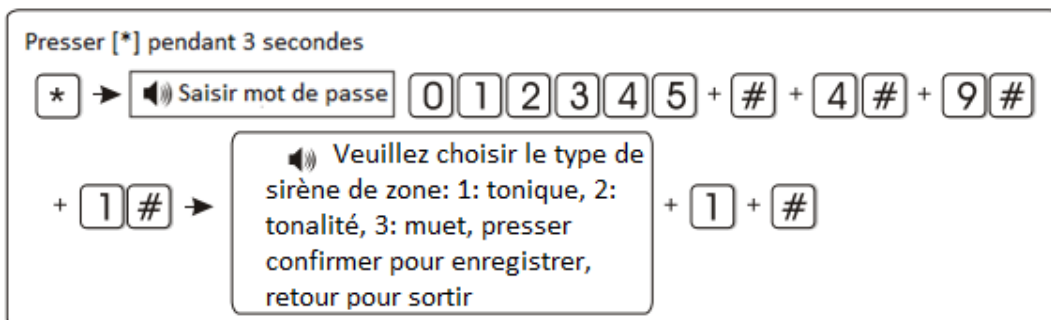 Presser [*] pendant 3 secondes
* Saisir mot de passe 0 1 2 3 4 5 + # + 4 # + 9 #
+ 1 # Veuillez choisir le type de
sirène de zone: 1: tonique, 2:
tonalité, 3: muet, presser
confirmer pour enregistrer,
retour pour sortir
+ 1 + #